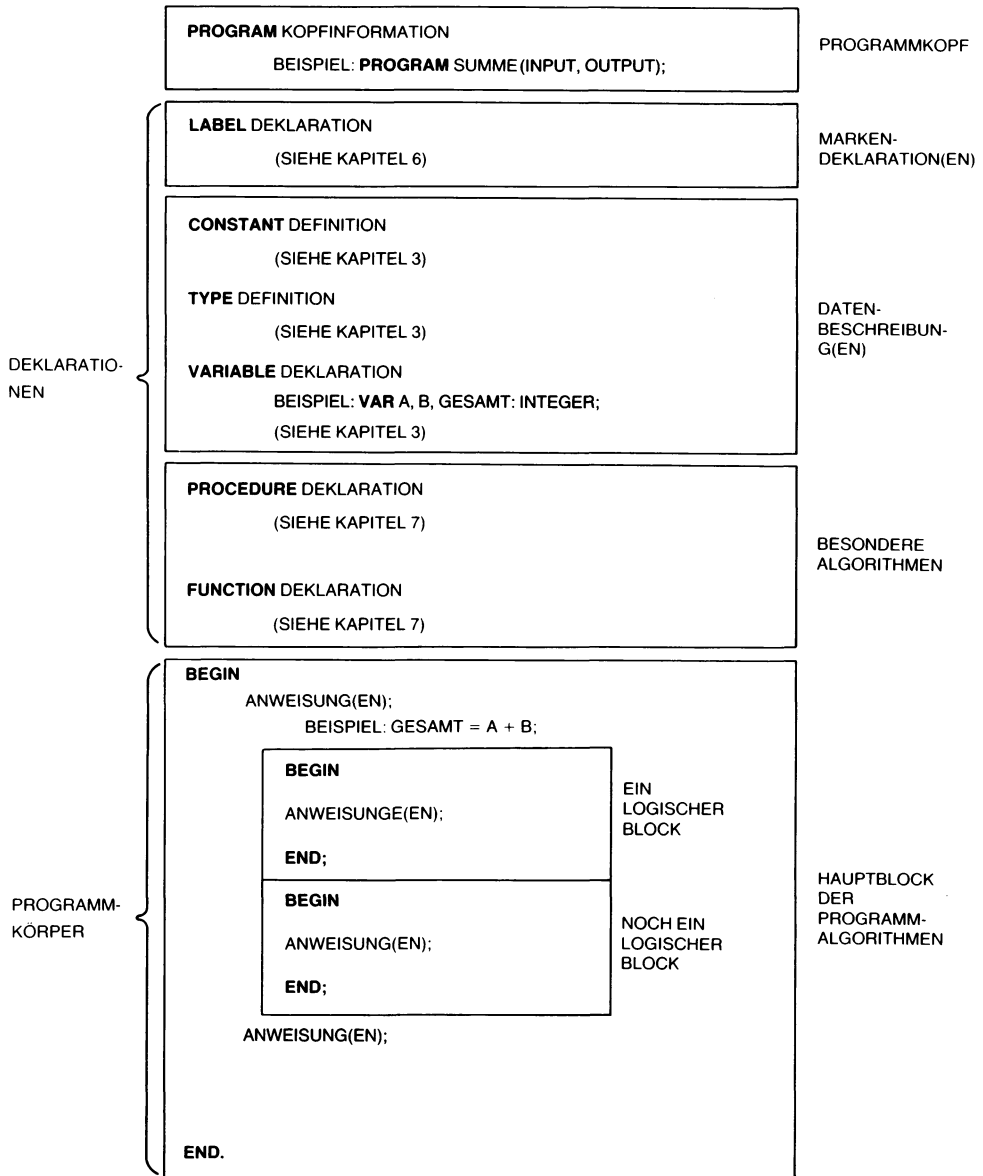 PROGRAM KOPFINFORMATION
BEISPIEL: PROGRAM SUMME(INPUT, OUTPUT);
PROGRAMMKOPF
LABEL DEKLARATION
(SIEHE KAPITEL 6)
MARKEN-
DEKLARATION(EN)
CONSTANT DEFINITION
(SIEHE KAPITEL 3)
TYPE DEFINITION
(SIEHE KAPITEL 3)
VARIABLE DEKLARATION
BEISPIEL: VAR A, B, GESAMT: INTEGER;
(SIEHE KAPITEL 3)
DATEN-
BESCHREIBUN-
G(EN)
DEKLARATIO-
NEN
PROCEDURE DEKLARATION
(SIEHE KAPITEL 7)
FUNCTION DEKLARATION
(SIEHE KAPITEL 7)
BESONDERE
ALGORITHMEN
BEGIN
ANWEISUNG(EN);
BEISPIEL: GESAMT = A + B;
BEGIN
ANWEISUNGE(EN);
END;
EIN
LOGISCHER
BLOCK
BEGIN
ANWEISUNG(EN);
END;
NOCH EIN
LOGISCHER
BLOCK
ANWEISUNG(EN);
END.
PROGRAMM-
KÖRPER
HAUPTBLOCK
DER
PROGRAMM-
ALGORITHMEN